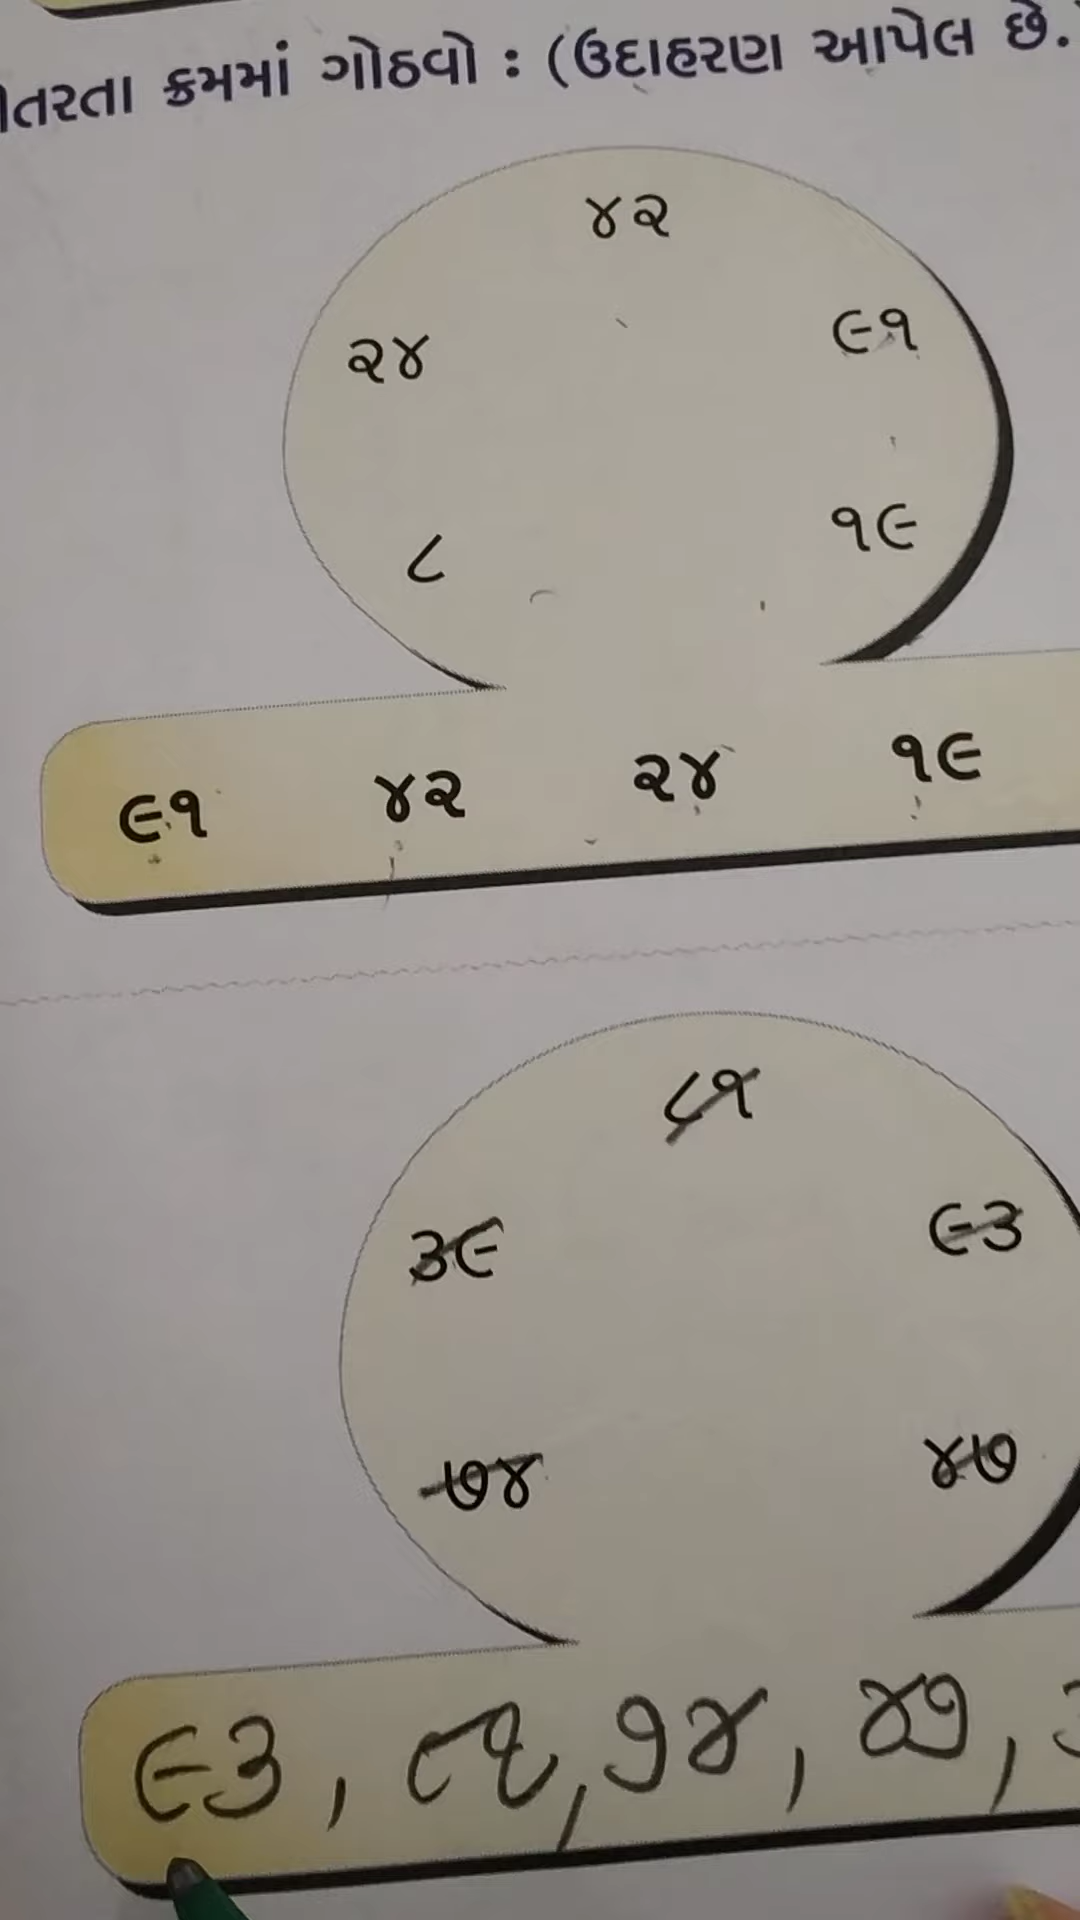 ક્રમમાં ગોઠવો : (ઉદાહરણ આપેલ છે.
૪૨
૨૪ ૯૧
૮ ૧૯
૯૧ ૪૨ ૨૪ ૧૯
૮૧
૩૯ ૯૩
૭૪ ૪૭
૯૩, ૮૧, ૭૪, ૪૭,